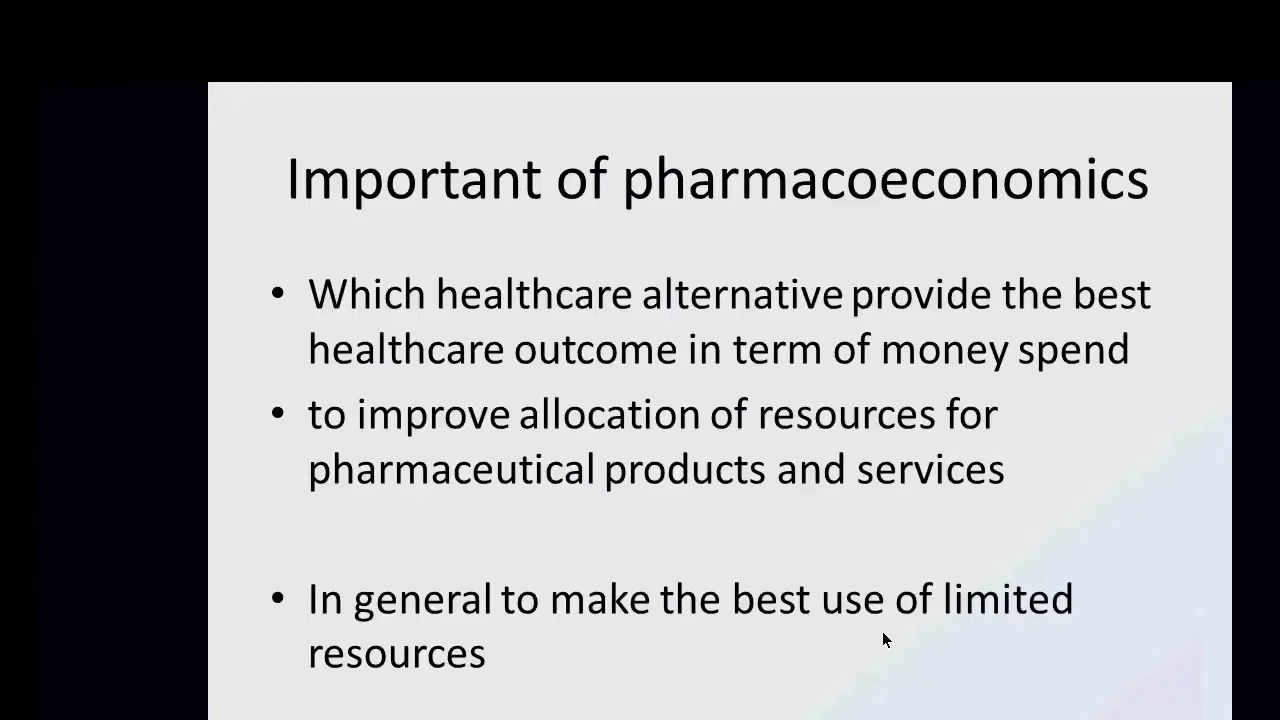 Important of pharmacoeconomics
• Which healthcare alternative provide the best
healthcare outcome in term of money spend
• to improve allocation of resources for
pharmaceutical products and services
• In general to make the best use of limited
resources